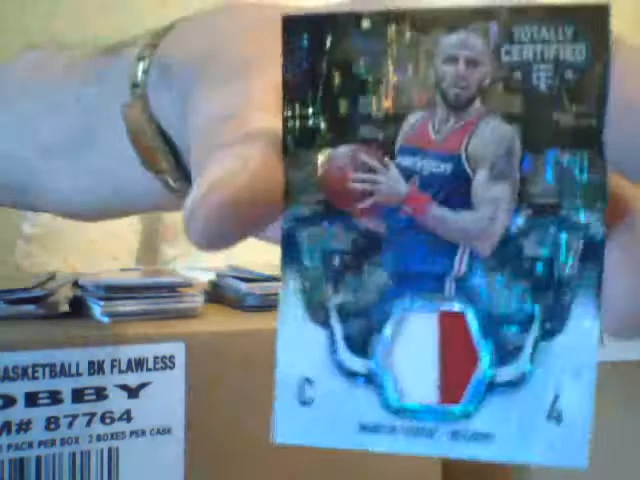 TOTALLY
CERTIFIED
C
4
BASKETBALL BK FLAWLESS
OBBY
M# 87764
PACK PER BOX 2 BOXES PER CASE